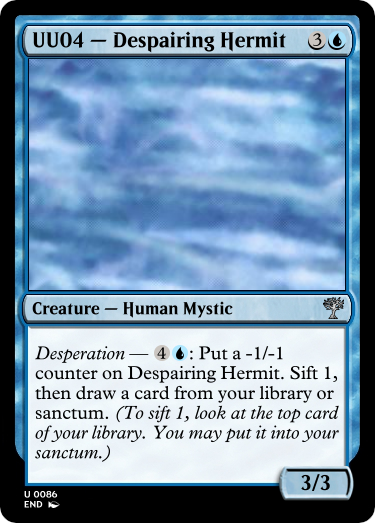 UU04 — Despairing Hermit 3
Creature — Human Mystic
Desperation — 4 : Put a -1/-1
counter on Despairing Hermit. Sift 1,
then draw a card from your library or
sanctum. (To sift 1, look at the top card
of your library. You may put it into your
sanctum.)
3/3
U 0086
END